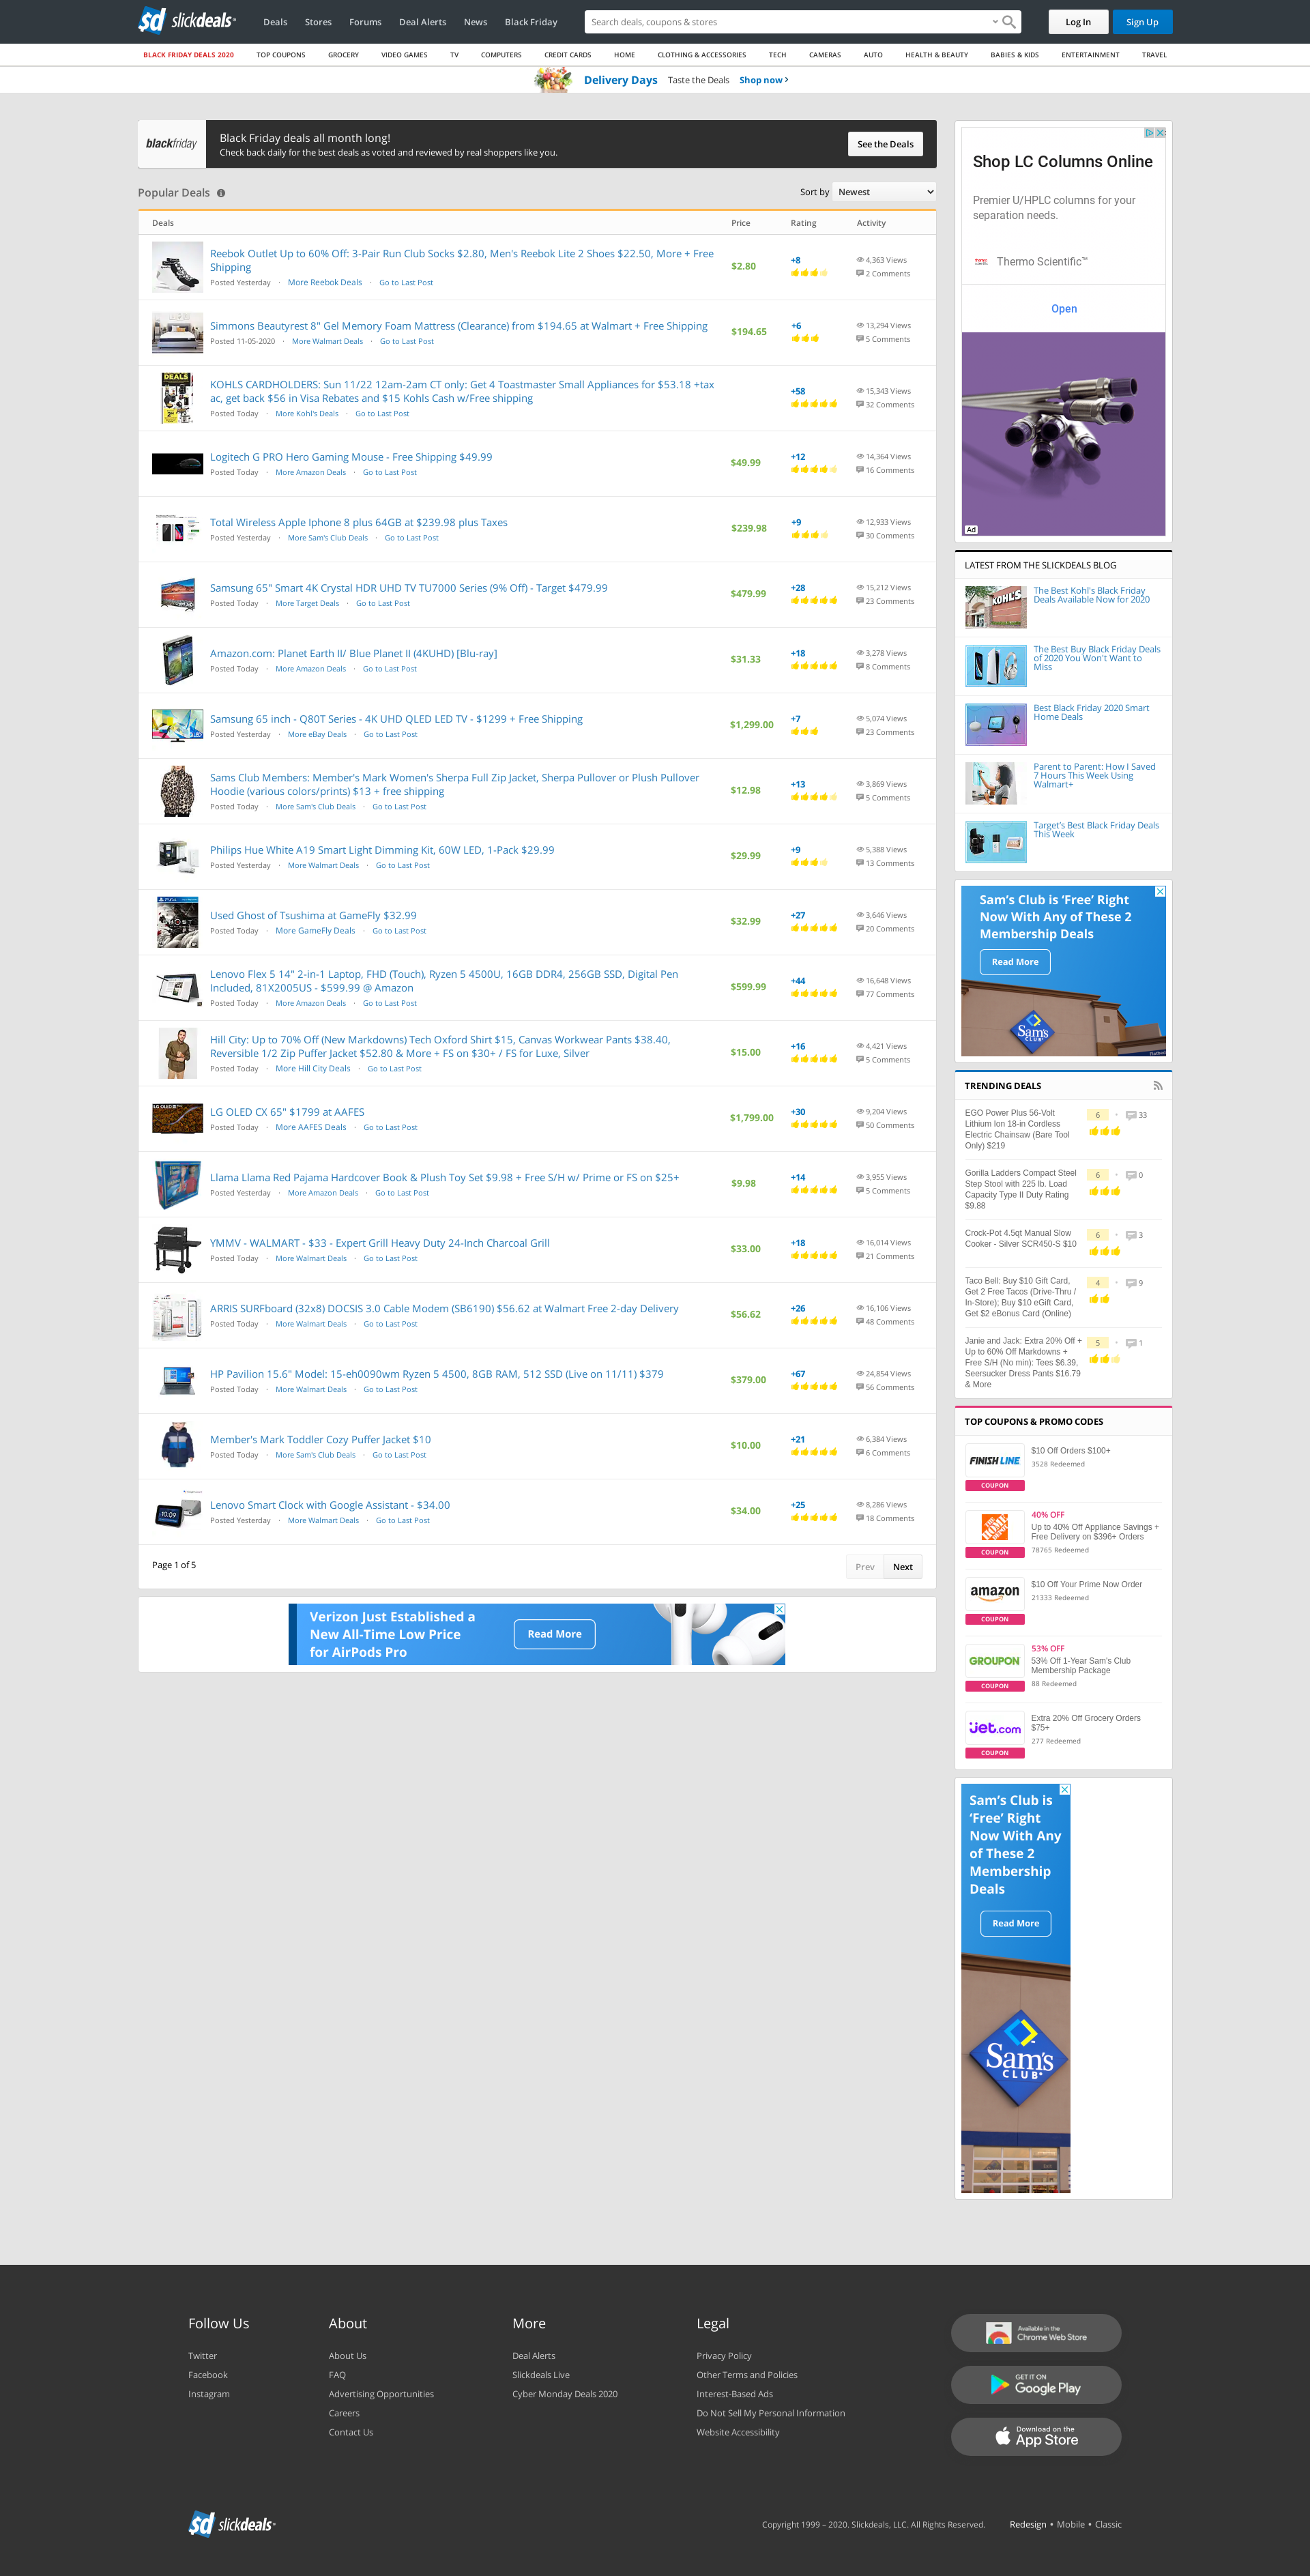 slickdeals
Deals
Stores
Forums
Deal Alerts
News
Black Friday
Search deals, coupons & stores
Log In
Sign Up
BLACK FRIDAY DEALS 2020
TOP COUPONS
GROCERY
VIDEO GAMES
TV
COMPUTERS
CREDIT CARDS
HOME
CLOTHING & ACCESSORIES
TECH
CAMERAS
AUTO
HEALTH & BEAUTY
BABIES & KIDS
ENTERTAINMENT
TRAVEL
Delivery Days Taste the Deals Shop now
blackfriday
Black Friday deals all month long!
Check back daily for the best deals as voted and reviewed by real shoppers like you.
See the Deals
Popular Deals
Sort by Newest
Deals Price Rating Activity
Reebok Outlet Up to 60% Off: 3-Pair Run Club Socks $2.80, Men's Reebok Lite 2 Shoes $22.50, More + Free
Shipping
Posted Yesterday · More Reebok Deals · Go to Last Post
$2.80
+8
4,363 Views
2 Comments
Simmons Beautyrest 8" Gel Memory Foam Mattress (Clearance) from $194.65 at Walmart + Free Shipping
Posted 11-05-2020 · More Walmart Deals · Go to Last Post
$194.65
+6
13,294 Views
5 Comments
KOHLS CARDHOLDERS: Sun 11/22 12am-2am CT only: Get 4 Toastmaster Small Appliances for $53.18 +tax
ac, get back $56 in Visa Rebates and $15 Kohls Cash w/Free shipping
Posted Today · More Kohl's Deals · Go to Last Post
+58
15,343 Views
32 Comments
Logitech G PRO Hero Gaming Mouse - Free Shipping $49.99
Posted Today · More Amazon Deals · Go to Last Post
$49.99
+12
14,364 Views
16 Comments
Total Wireless Apple Iphone 8 plus 64GB at $239.98 plus Taxes
Posted Yesterday · More Sam's Club Deals · Go to Last Post
$239.98
+9
12,933 Views
30 Comments
Samsung 65" Smart 4K Crystal HDR UHD TV TU7000 Series (9% Off) - Target $479.99
Posted Today · More Target Deals · Go to Last Post
$479.99
+28
15,212 Views
23 Comments
Amazon.com: Planet Earth II/ Blue Planet II (4KUHD) [Blu-ray]
Posted Today · More Amazon Deals · Go to Last Post
$31.33
+18
3,278 Views
8 Comments
Samsung 65 inch - Q80T Series - 4K UHD QLED LED TV - $1299 + Free Shipping
Posted Yesterday · More eBay Deals · Go to Last Post
$1,299.00
+7
5,074 Views
23 Comments
Sams Club Members: Member's Mark Women's Sherpa Full Zip Jacket, Sherpa Pullover or Plush Pullover
Hoodie (various colors/prints) $13 + free shipping
Posted Today · More Sam's Club Deals · Go to Last Post
$12.98
+13
3,869 Views
5 Comments
Philips Hue White A19 Smart Light Dimming Kit, 60W LED, 1-Pack $29.99
Posted Yesterday · More Walmart Deals · Go to Last Post
$29.99
+9
5,388 Views
13 Comments
Used Ghost of Tsushima at GameFly $32.99
Posted Today · More GameFly Deals · Go to Last Post
$32.99
+27
3,646 Views
20 Comments
Lenovo Flex 5 14" 2-in-1 Laptop, FHD (Touch), Ryzen 5 4500U, 16GB DDR4, 256GB SSD, Digital Pen
Included, 81X2005US - $599.99 @ Amazon
Posted Today · More Amazon Deals · Go to Last Post
$599.99
+44
16,648 Views
77 Comments
Hill City: Up to 70% Off (New Markdowns) Tech Oxford Shirt $15, Canvas Workwear Pants $38.40,
Reversible 1/2 Zip Puffer Jacket $52.80 & More + FS on $30+ / FS for Luxe, Silver
Posted Today · More Hill City Deals · Go to Last Post
$15.00
+16
4,421 Views
5 Comments
LG OLED CX 65" $1799 at AAFES
Posted Today · More AAFES Deals · Go to Last Post
$1,799.00
+30
9,204 Views
50 Comments
Llama Llama Red Pajama Hardcover Book & Plush Toy Set $9.98 + Free S/H w/ Prime or FS on $25+
Posted Yesterday · More Amazon Deals · Go to Last Post
$9.98
+14
3,955 Views
5 Comments
YMMV - WALMART - $33 - Expert Grill Heavy Duty 24-Inch Charcoal Grill
Posted Today · More Walmart Deals · Go to Last Post
$33.00
+18
16,014 Views
21 Comments
ARRIS SURFboard (32x8) DOCSIS 3.0 Cable Modem (SB6190) $56.62 at Walmart Free 2-day Delivery
Posted Today · More Walmart Deals · Go to Last Post
$56.62
+26
16,106 Views
48 Comments
HP Pavilion 15.6" Model: 15-eh0090wm Ryzen 5 4500, 8GB RAM, 512 SSD (Live on 11/11) $379
Posted Today · More Walmart Deals · Go to Last Post
$379.00
+67
24,854 Views
56 Comments
Member's Mark Toddler Cozy Puffer Jacket $10
Posted Today · More Sam's Club Deals · Go to Last Post
$10.00
+21
6,384 Views
6 Comments
Lenovo Smart Clock with Google Assistant - $34.00
Posted Yesterday · More Walmart Deals · Go to Last Post
$34.00
+25
8,286 Views
18 Comments
Page 1 of 5
Prev
Next
Verizon Just Established a
New All-Time Low Price
for AirPods Pro
Read More
Shop LC Columns Online
Premier U/HPLC columns for your
separation needs.
Thermo Scientific™
Open
Ad
LATEST FROM THE SLICKDEALS BLOG
The Best Kohl's Black Friday
Deals Available Now for 2020
The Best Buy Black Friday Deals
of 2020 You Won't Want to
Miss
Best Black Friday 2020 Smart
Home Deals
Parent to Parent: How I Saved
7 Hours This Week Using
Walmart+
Target's Best Black Friday Deals
This Week
Sam's Club is 'Free' Right
Now With Any of These 2
Membership Deals
Read More
TRENDING DEALS
EGO Power Plus 56-Volt
Lithium Ion 18-in Cordless
Electric Chainsaw (Bare Tool
Only) $219
6 · 33
Gorilla Ladders Compact Steel
Step Stool with 225 lb. Load
Capacity Type II Duty Rating
$9.88
6 · 0
Crock-Pot 4.5qt Manual Slow
Cooker - Silver SCR450-S $10
6 · 3
Taco Bell: Buy $10 Gift Card,
Get 2 Free Tacos (Drive-Thru /
In-Store); Buy $10 eGift Card,
Get $2 eBonus Card (Online)
4 · 9
Janie and Jack: Extra 20% Off +
Up to 60% Off Markdowns +
Free S/H (No min): Tees $6.39,
Seersucker Dress Pants $16.79
& More
5 · 1
TOP COUPONS & PROMO CODES
FINISH LINE
COUPON
$10 Off Orders $100+
3528 Redeemed
COUPON
40% OFF
Up to 40% Off Appliance Savings +
Free Delivery on $396+ Orders
78765 Redeemed
amazon
COUPON
$10 Off Your Prime Now Order
21333 Redeemed
GROUPON
COUPON
53% OFF
53% Off 1-Year Sam's Club
Membership Package
88 Redeemed
jet.com
COUPON
Extra 20% Off Grocery Orders
$75+
277 Redeemed
Sam's Club is
'Free' Right
Now With Any
of These 2
Membership
Deals
Read More
Sam's
CLUB
Follow Us
Twitter
Facebook
Instagram
About
About Us
FAQ
Advertising Opportunities
Careers
Contact Us
More
Deal Alerts
Slickdeals Live
Cyber Monday Deals 2020
Legal
Privacy Policy
Other Terms and Policies
Interest-Based Ads
Do Not Sell My Personal Information
Website Accessibility
Available in the
Chrome Web Store
GET IT ON
Google Play
Download on the
App Store
slickdeals
Copyright 1999 – 2020. Slickdeals, LLC. All Rights Reserved.
Redesign • Mobile • Classic